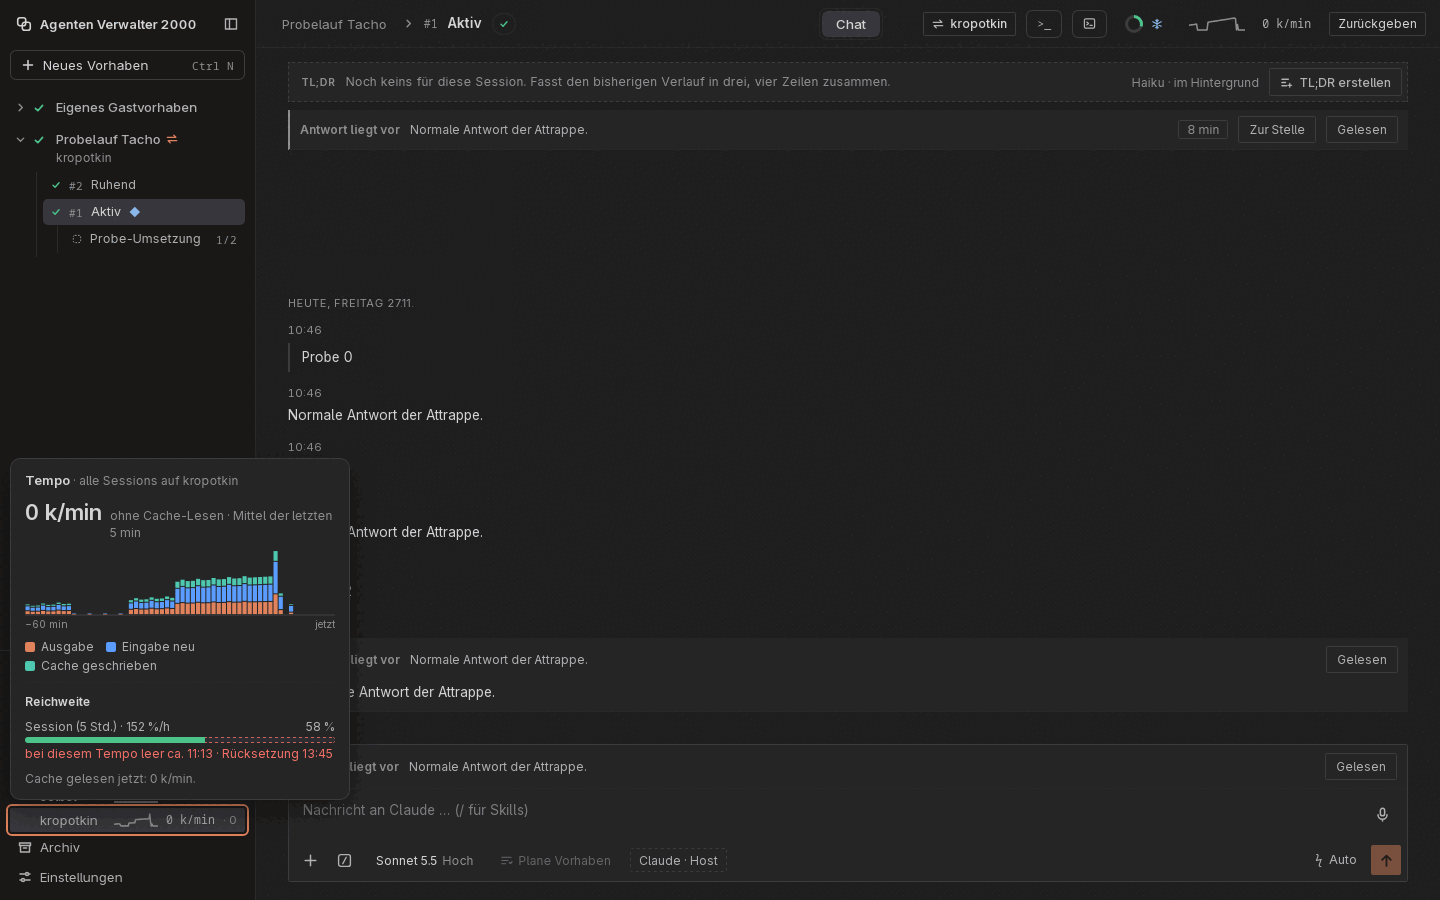 Agenten Verwalter 2000
Neues Vorhaben
Ctrl N
Eigenes Gastvorhaben
Probelauf Tacho
kropotkin
#2 Ruhend
#1 Aktiv
Probe-Umsetzung 1/2
Probelauf Tacho
#1 Aktiv
Chat
kropotkin
>_
0 k/min
Zurückgeben
TL;DR Noch keins für diese Session. Fasst den bisherigen Verlauf in drei, vier Zeilen zusammen.
Haiku · im Hintergrund
TL;DR erstellen
Antwort liegt vor Normale Antwort der Attrappe.
8 min
Zur Stelle
Gelesen
HEUTE, FREITAG 27.11.
10:46
Probe 0
10:46
Normale Antwort der Attrappe.
10:46
Antwort der Attrappe.
liegt vor Normale Antwort der Attrappe.
Gelesen
Antwort der Attrappe.
liegt vor Normale Antwort der Attrappe.
Gelesen
Nachricht an Claude … (/ für Skills)
Sonnet 5.5 Hoch
Plane Vorhaben
Claude · Host
Auto
Tempo · alle Sessions auf kropotkin
0 k/min ohne Cache-Lesen · Mittel der letzten
5 min
−60 min
jetzt
Ausgabe
Eingabe neu
Cache geschrieben
Reichweite
Session (5 Std.) · 152 %/h
58 %
bei diesem Tempo leer ca. 11:13 · Rücksetzung 13:45
Cache gelesen jetzt: 0 k/min.
kropotkin
0 k/min · 0
Archiv
Einstellungen